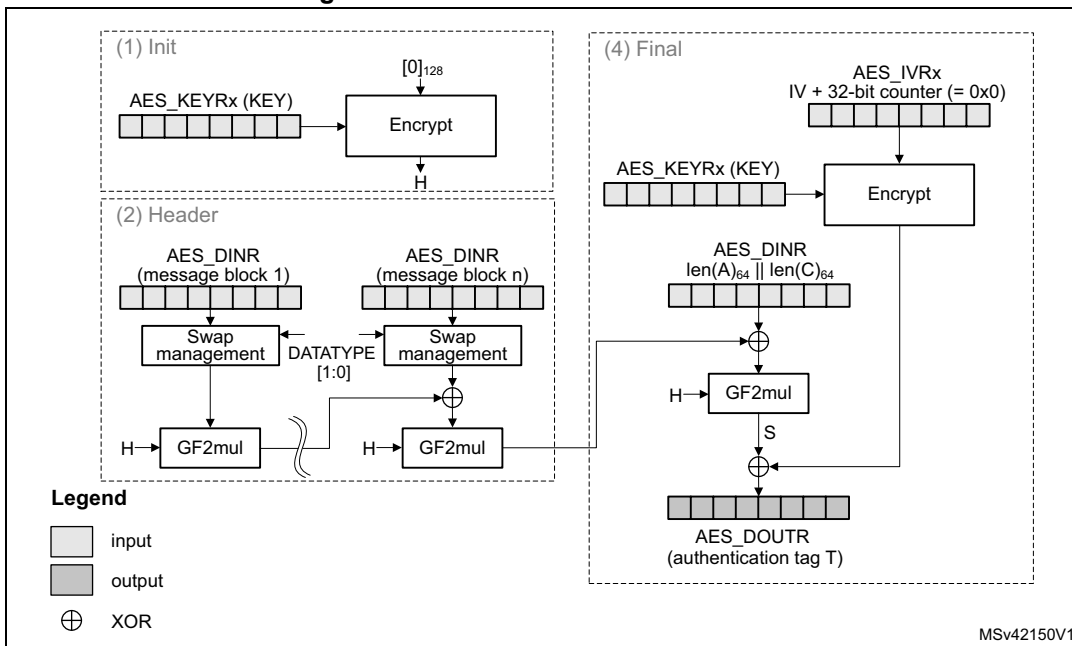 (1) Init
[0]128
AES_KEYRx (KEY)
Encrypt
H
(2) Header
AES_DINR
(message block 1)
AES_DINR
(message block n)
Swap
management
DATATYPE
[1:0]
Swap
management
H
GF2mul
H
GF2mul
(4) Final
AES_IVRx
IV + 32-bit counter (= 0x0)
AES_KEYRx (KEY)
Encrypt
AES_DINR
len(A)64 || len(C)64
H
GF2mul
S
AES_DOUTR
(authentication tag T)
Legend
input
output
XOR
MSv42150V1